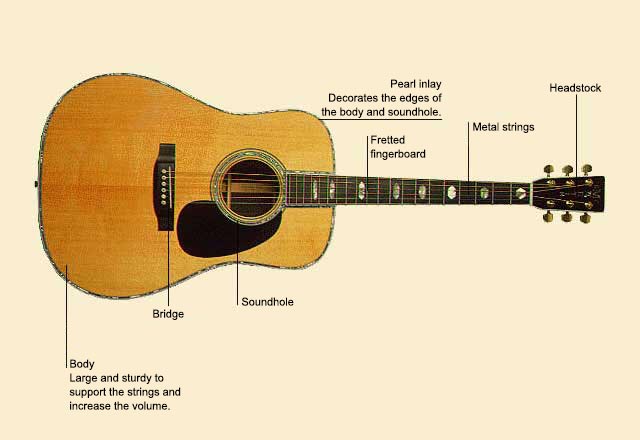 Pearl inlay
Decorates the edges of
the body and soundhole.
Headstock
Metal strings
Fretted
fingerboard
Soundhole
Bridge
Body
Large and sturdy to
support the strings and
increase the volume.